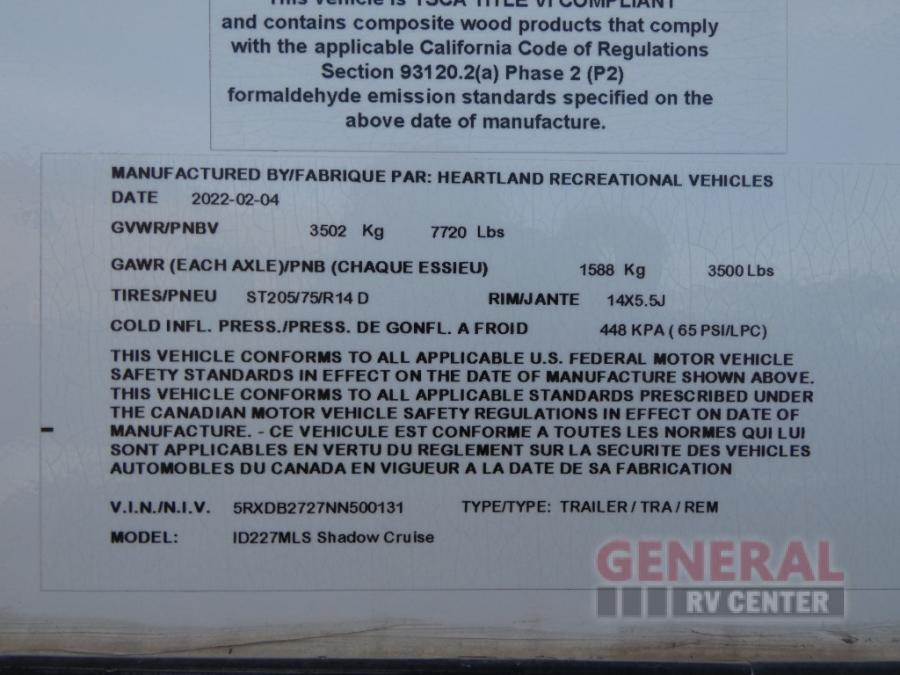 This vehicle is TSCA TITLE VI COMPLIANT
and contains composite wood products that comply
with the applicable California Code of Regulations
Section 93120.2(a) Phase 2 (P2)
formaldehyde emission standards specified on the
above date of manufacture.
MANUFACTURED BY/FABRIQUE PAR: HEARTLAND RECREATIONAL VEHICLES
DATE 2022-02-04
GVWR/PNBV 3502 Kg 7720 Lbs
GAWR (EACH AXLE)/PNB (CHAQUE ESSIEU) 1588 Kg 3500 Lbs
TIRES/PNEU ST205/75/R14 D RIM/JANTE 14X5.5J
COLD INFL. PRESS./PRESS. DE GONFL. A FROID 448 KPA ( 65 PSI/LPC)
THIS VEHICLE CONFORMS TO ALL APPLICABLE U.S. FEDERAL MOTOR VEHICLE
SAFETY STANDARDS IN EFFECT ON THE DATE OF MANUFACTURE SHOWN ABOVE.
THIS VEHICLE CONFORMS TO ALL APPLICABLE STANDARDS PRESCRIBED UNDER
THE CANADIAN MOTOR VEHICLE SAFETY REGULATIONS IN EFFECT ON DATE OF
MANUFACTURE. - CE VEHICULE EST CONFORME A TOUTES LES NORMES QUI LUI
SONT APPLICABLES EN VERTU DU REGLEMENT SUR LA SECURITE DES VEHICLES
AUTOMOBLES DU CANADA EN VIGUEUR A LA DATE DE SA FABRICATION
V.I.N./N.I.V. 5RXDB2727NN500131 TYPE/TYPE: TRAILER / TRA / REM
MODEL: ID227MLS Shadow Cruise
GENERAL
RV CENTER